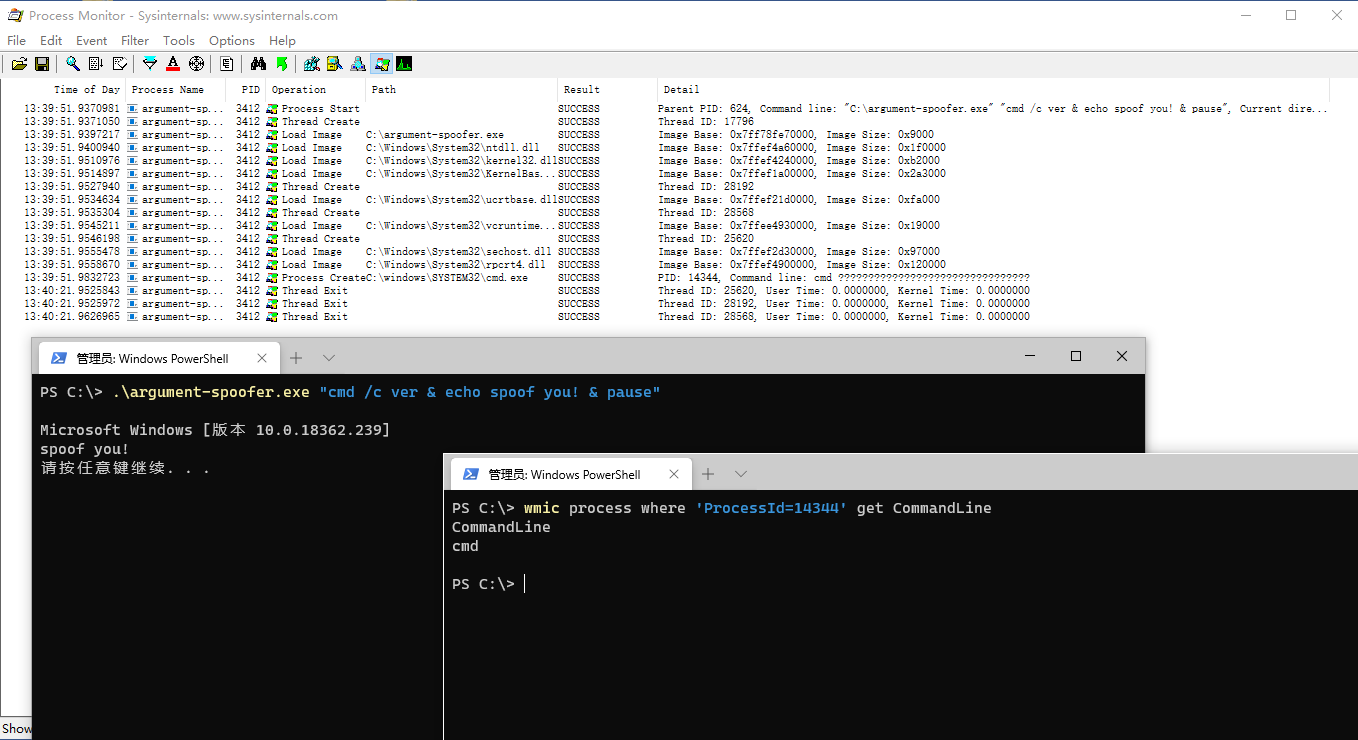 Process Monitor - Sysinternals: www.sysinternals.com
File Edit Event Filter Tools Options Help
Time of Day Process Name PID Operation Path Result Detail
13:39:51.9370981 argument-sp... 3412 Process Start SUCCESS Parent PID: 624, Command line: "C:\argument-spoofer.exe" "cmd /c ver & echo spoof you! & pause", Current dire...
13:39:51.9371050 argument-sp... 3412 Thread Create SUCCESS Thread ID: 17796
13:39:51.9397217 argument-sp... 3412 Load Image C:\argument-spoofer.exe SUCCESS Image Base: 0x7ff78fe70000, Image Size: 0x9000
13:39:51.9400940 argument-sp... 3412 Load Image C:\Windows\System32\ntdll.dll SUCCESS Image Base: 0x7ffef4a60000, Image Size: 0x1f0000
13:39:51.9510976 argument-sp... 3412 Load Image C:\Windows\System32\kernel32.dll SUCCESS Image Base: 0x7ffef4240000, Image Size: 0xb2000
13:39:51.9514897 argument-sp... 3412 Load Image C:\Windows\System32\KernelBas... SUCCESS Image Base: 0x7ffef1a00000, Image Size: 0x2a3000
13:39:51.9527940 argument-sp... 3412 Thread Create SUCCESS Thread ID: 28192
13:39:51.9534634 argument-sp... 3412 Load Image C:\Windows\System32\ucrtbase.dll SUCCESS Image Base: 0x7ffef21d0000, Image Size: 0xfa000
13:39:51.9535304 argument-sp... 3412 Thread Create SUCCESS Thread ID: 28568
13:39:51.9545211 argument-sp... 3412 Load Image C:\Windows\System32\vcruntime... SUCCESS Image Base: 0x7ffee4930000, Image Size: 0x19000
13:39:51.9546198 argument-sp... 3412 Thread Create SUCCESS Thread ID: 25620
13:39:51.9555478 argument-sp... 3412 Load Image C:\Windows\System32\sechost.dll SUCCESS Image Base: 0x7ffef2d30000, Image Size: 0x97000
13:39:51.9558670 argument-sp... 3412 Load Image C:\Windows\System32\rpcrt4.dll SUCCESS Image Base: 0x7ffef4900000, Image Size: 0x120000
13:39:51.9832723 argument-sp... 3412 Process Create C:\windows\SYSTEM32\cmd.exe SUCCESS PID: 14344, Command line: cmd ????????????????????????????????
13:40:21.9525843 argument-sp... 3412 Thread Exit SUCCESS Thread ID: 25620, User Time: 0.0000000, Kernel Time: 0.0000000
13:40:21.9525972 argument-sp... 3412 Thread Exit SUCCESS Thread ID: 28192, User Time: 0.0000000, Kernel Time: 0.0000000
13:40:21.9626965 argument-sp... 3412 Thread Exit SUCCESS Thread ID: 28568, User Time: 0.0000000, Kernel Time: 0.0000000
管理员: Windows PowerShell
PS C:\> .\argument-spoofer.exe "cmd /c ver & echo spoof you! & pause"
Microsoft Windows [版本 10.0.18362.239]
spoof you!
请按任意键继续. . .
管理员: Windows PowerShell
PS C:\> wmic process where 'ProcessId=14344' get CommandLine
CommandLine
cmd
PS C:\>
Show